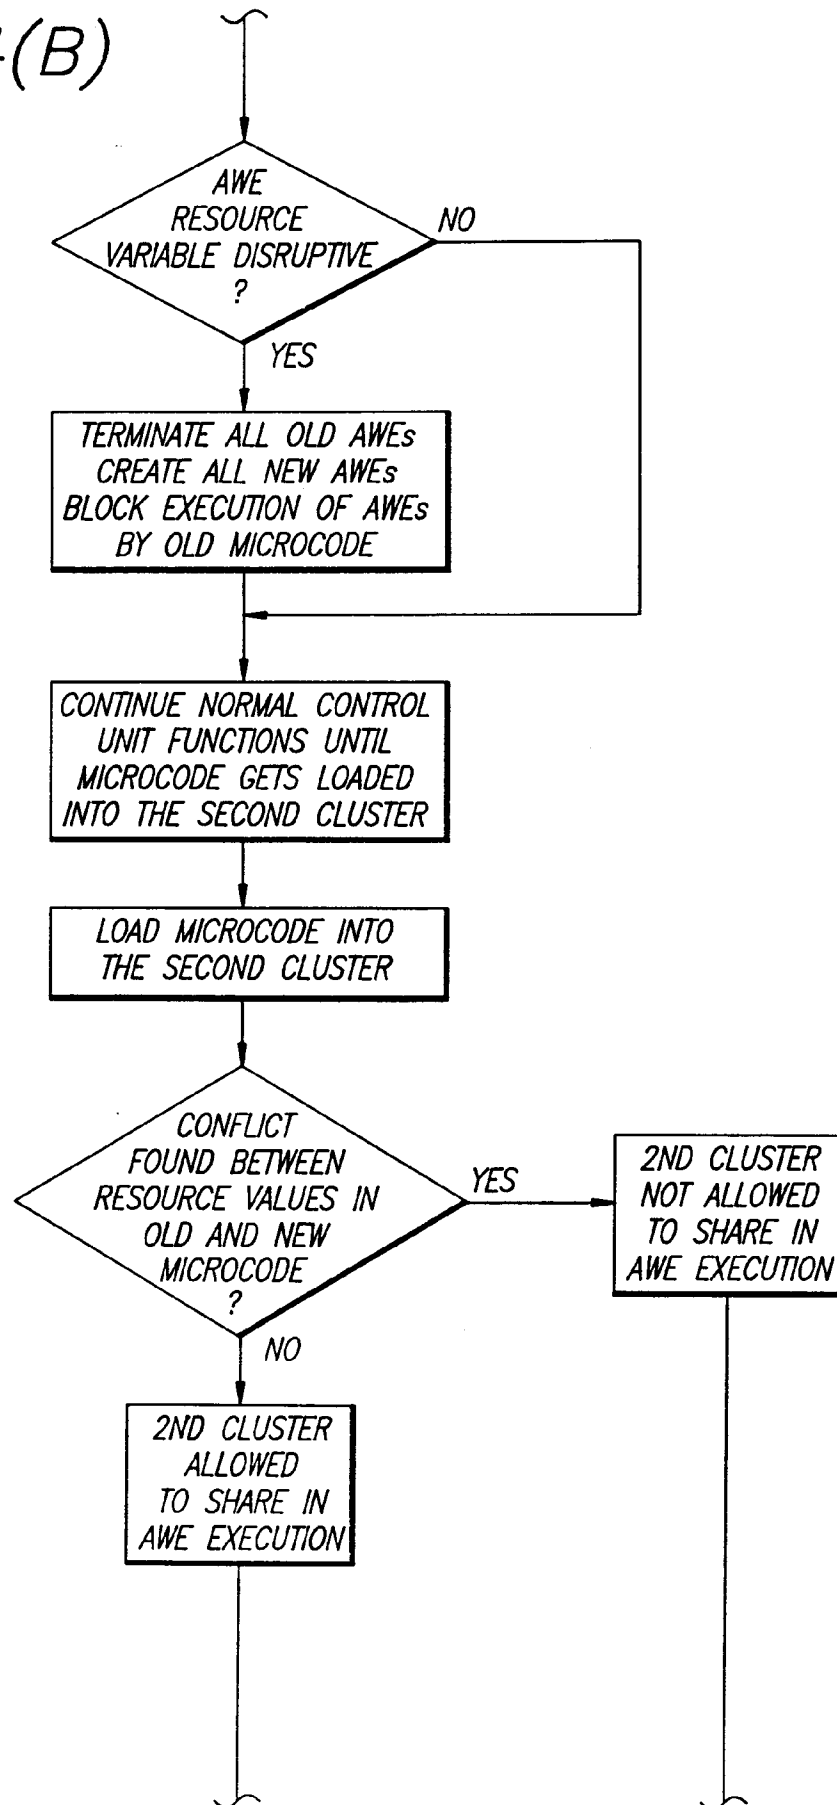 (B)
AWE
RESOURCE
VARIABLE DISRUPTIVE
?
NO
YES
TERMINATE ALL OLD AWEs
CREATE ALL NEW AWEs
BLOCK EXECUTION OF AWEs
BY OLD MICROCODE
CONTINUE NORMAL CONTROL
UNIT FUNCTIONS UNTIL
MICROCODE GETS LOADED
INTO THE SECOND CLUSTER
LOAD MICROCODE INTO
THE SECOND CLUSTER
CONFLICT
FOUND BETWEEN
RESOURCE VALUES IN
OLD AND NEW
MICROCODE
?
YES
2ND CLUSTER
NOT ALLOWED
TO SHARE IN
AWE EXECUTION
NO
2ND CLUSTER
ALLOWED
TO SHARE IN
AWE EXECUTION